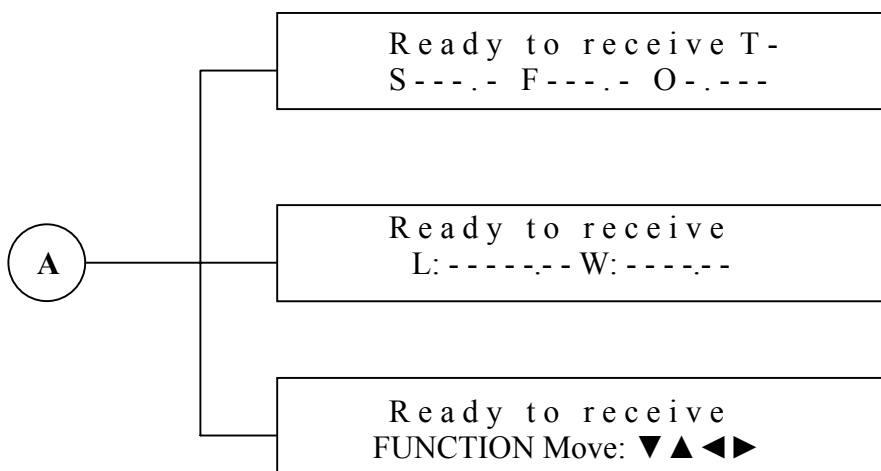 Ready to receive T-
S---.- F---.- O-.---
A
Ready to receive
L: -----.-- W: ----.--
Ready to receive
FUNCTION Move: ▼▲◄►